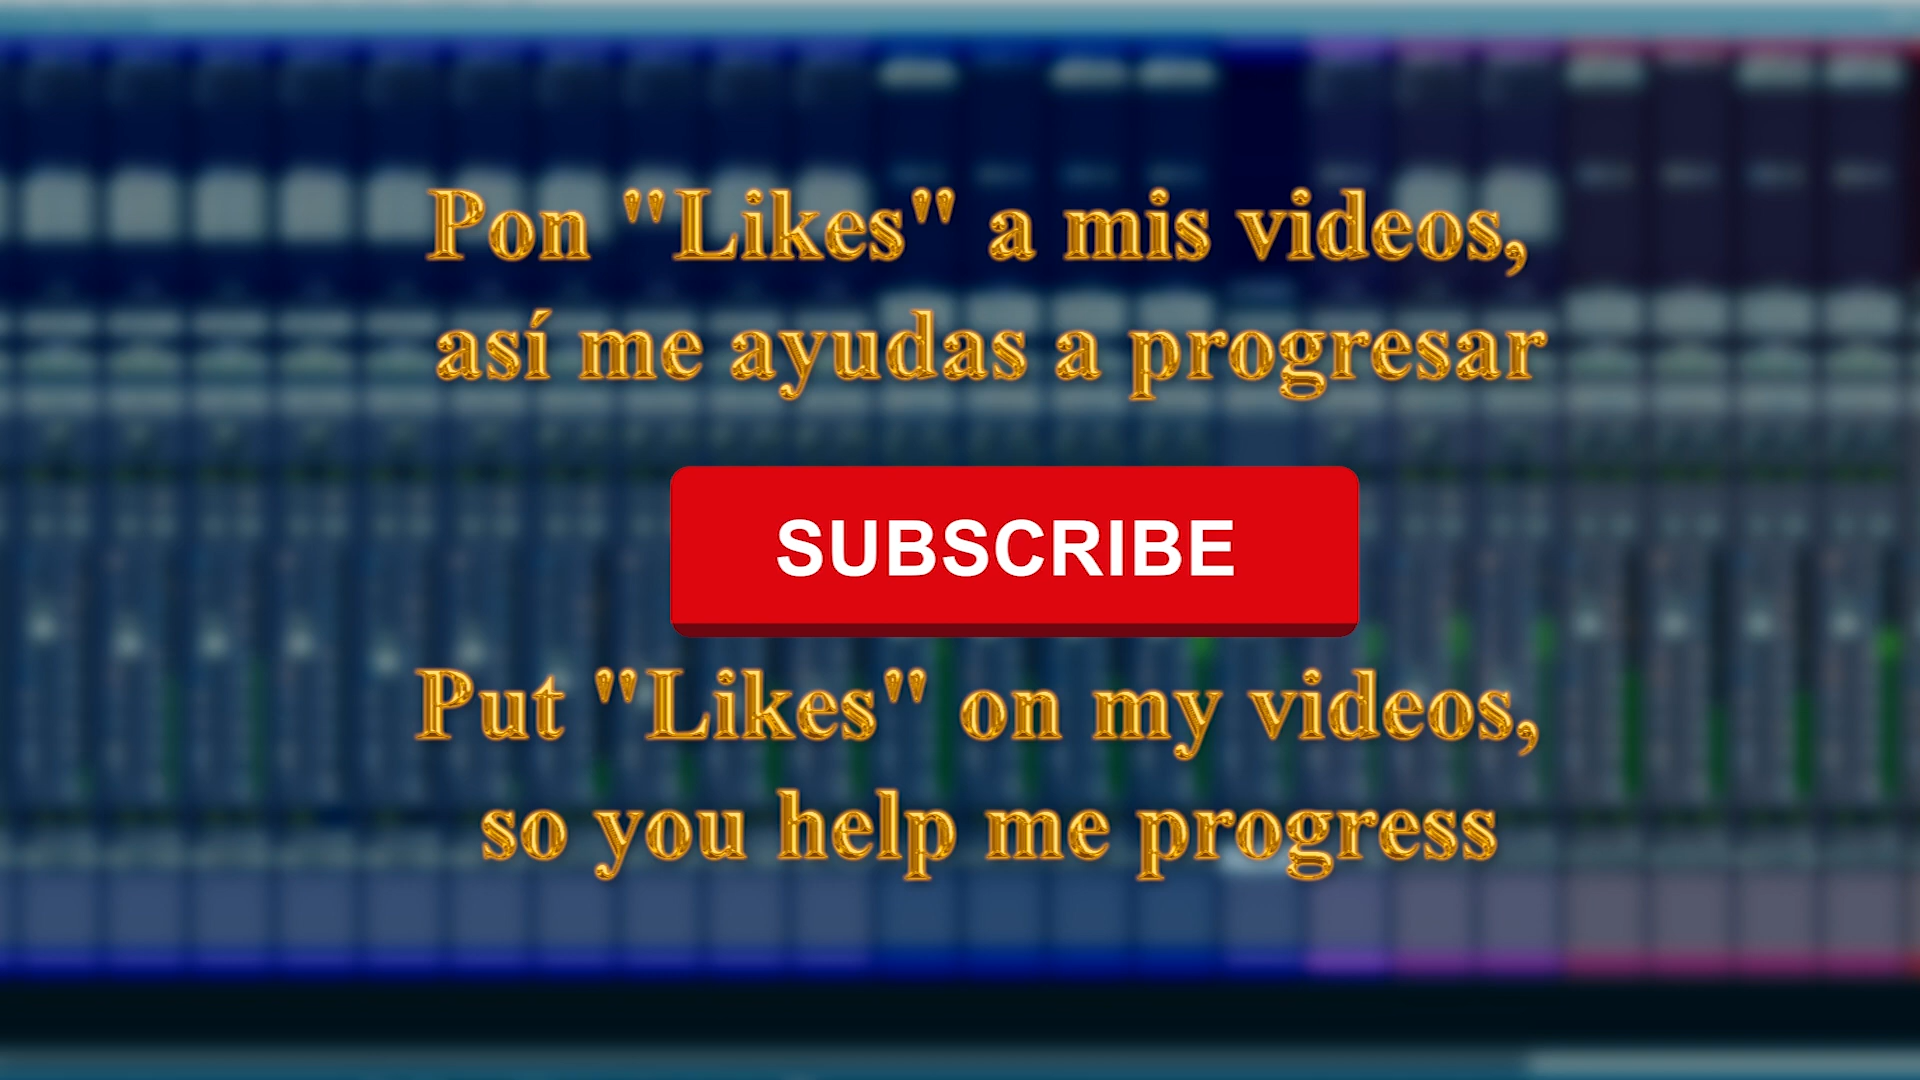 Pon "Likes" a mis videos,
así me ayudas a progresar
SUBSCRIBE
Put "Likes" on my videos,
so you help me progress